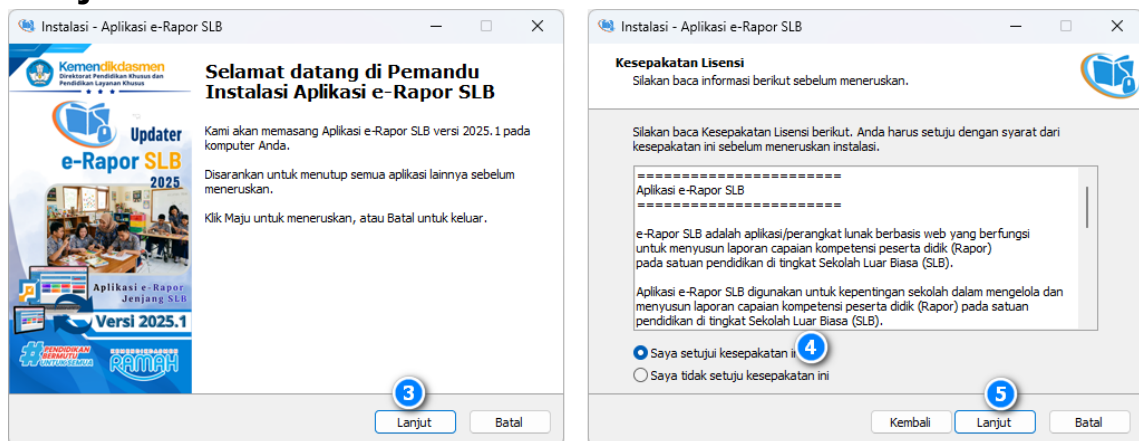 Instalasi - Aplikasi e-Rapor SLB
Kemendikdasmen
Direktorat Pendidikan Khusus dan
Pendidikan Layanan Khusus
Updater
e-Rapor SLB
2025
Aplikasi e-Rapor
Jenjang SLB
Versi 2025.1
#PENDIDIKAN
BERMUTU
UNTUK SEMUA
RAMAH
Selamat datang di Pemandu
Instalasi Aplikasi e-Rapor SLB
Kami akan memasang Aplikasi e-Rapor SLB versi 2025.1 pada
komputer Anda.
Disarankan untuk menutup semua aplikasi lainnya sebelum
meneruskan.
Klik Maju untuk meneruskan, atau Batal untuk keluar.
3
Lanjut Batal
Instalasi - Aplikasi e-Rapor SLB
Kesepakatan Lisensi
Silakan baca informasi berikut sebelum meneruskan.
Silakan baca Kesepakatan Lisensi berikut. Anda harus setuju dengan syarat dari
kesepakatan ini sebelum meneruskan instalasi.
=======================
Aplikasi e-Rapor SLB
=======================
e-Rapor SLB adalah aplikasi/perangkat lunak berbasis web yang berfungsi
untuk menyusun laporan capaian kompetensi peserta didik (Rapor)
pada satuan pendidikan di tingkat Sekolah Luar Biasa (SLB).
Aplikasi e-Rapor SLB digunakan untuk kepentingan sekolah dalam mengelola dan
menyusun laporan capaian kompetensi peserta didik (Rapor) pada satuan
pendidikan di tingkat Sekolah Luar Biasa (SLB).
Saya setujui kesepakatan 4
Saya tidak setuju kesepakatan ini
5
Kembali Lanjut Batal